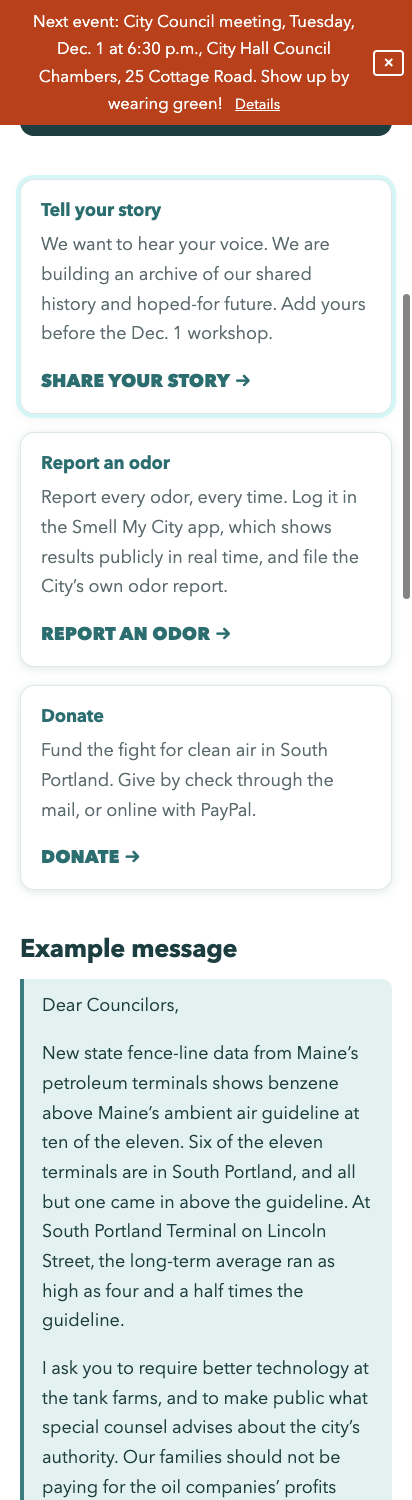 Next event: City Council meeting, Tuesday,
Dec. 1 at 6:30 p.m., City Hall Council
Chambers, 25 Cottage Road. Show up by
wearing green! Details
×
Tell your story
We want to hear your voice. We are
building an archive of our shared
history and hoped-for future. Add yours
before the Dec. 1 workshop.
SHARE YOUR STORY →
Report an odor
Report every odor, every time. Log it in
the Smell My City app, which shows
results publicly in real time, and file the
City’s own odor report.
REPORT AN ODOR →
Donate
Fund the fight for clean air in South
Portland. Give by check through the
mail, or online with PayPal.
DONATE →
Example message
Dear Councilors,
New state fence-line data from Maine’s
petroleum terminals shows benzene
above Maine’s ambient air guideline at
ten of the eleven. Six of the eleven
terminals are in South Portland, and all
but one came in above the guideline. At
South Portland Terminal on Lincoln
Street, the long-term average ran as
high as four and a half times the
guideline.
I ask you to require better technology at
the tank farms, and to make public what
special counsel advises about the city’s
authority. Our families should not be
paying for the oil companies’ profits